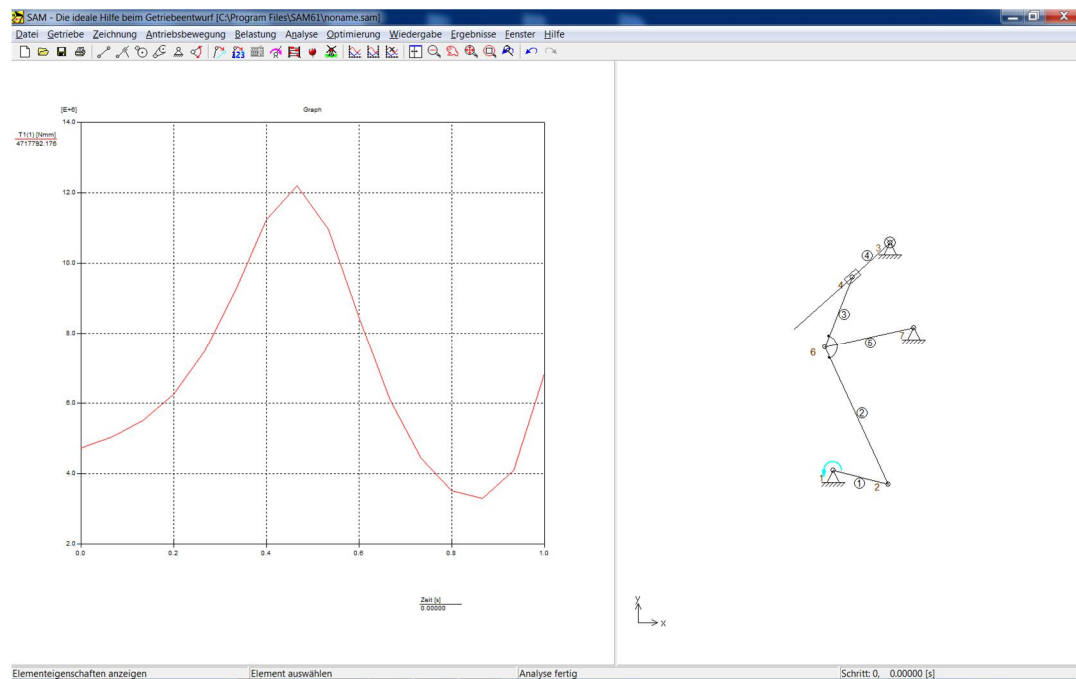 SAM - Die ideale Hilfe beim Getriebeentwurf [C:\Program Files\SAM61\noname.sam]
Datei Getriebe Zeichnung Antriebsbewegung Belastung Analyse Optimierung Wiedergabe Ergebnisse Fenster Hilfe
123
[E+6]
Graph
T1(1) [Nmm]
4717792.176
14.0
12.0
10.0
8.0
6.0
4.0
2.0
0.0 0.2 0.4 0.6 0.8 1.0
Zeit [s]
0.00000
3
4
4
3
6
5
7
2
1
1
2
y
x
Elementeigenschaften anzeigen
Element auswählen
Analyse fertig
Schritt: 0, 0.00000 [s]